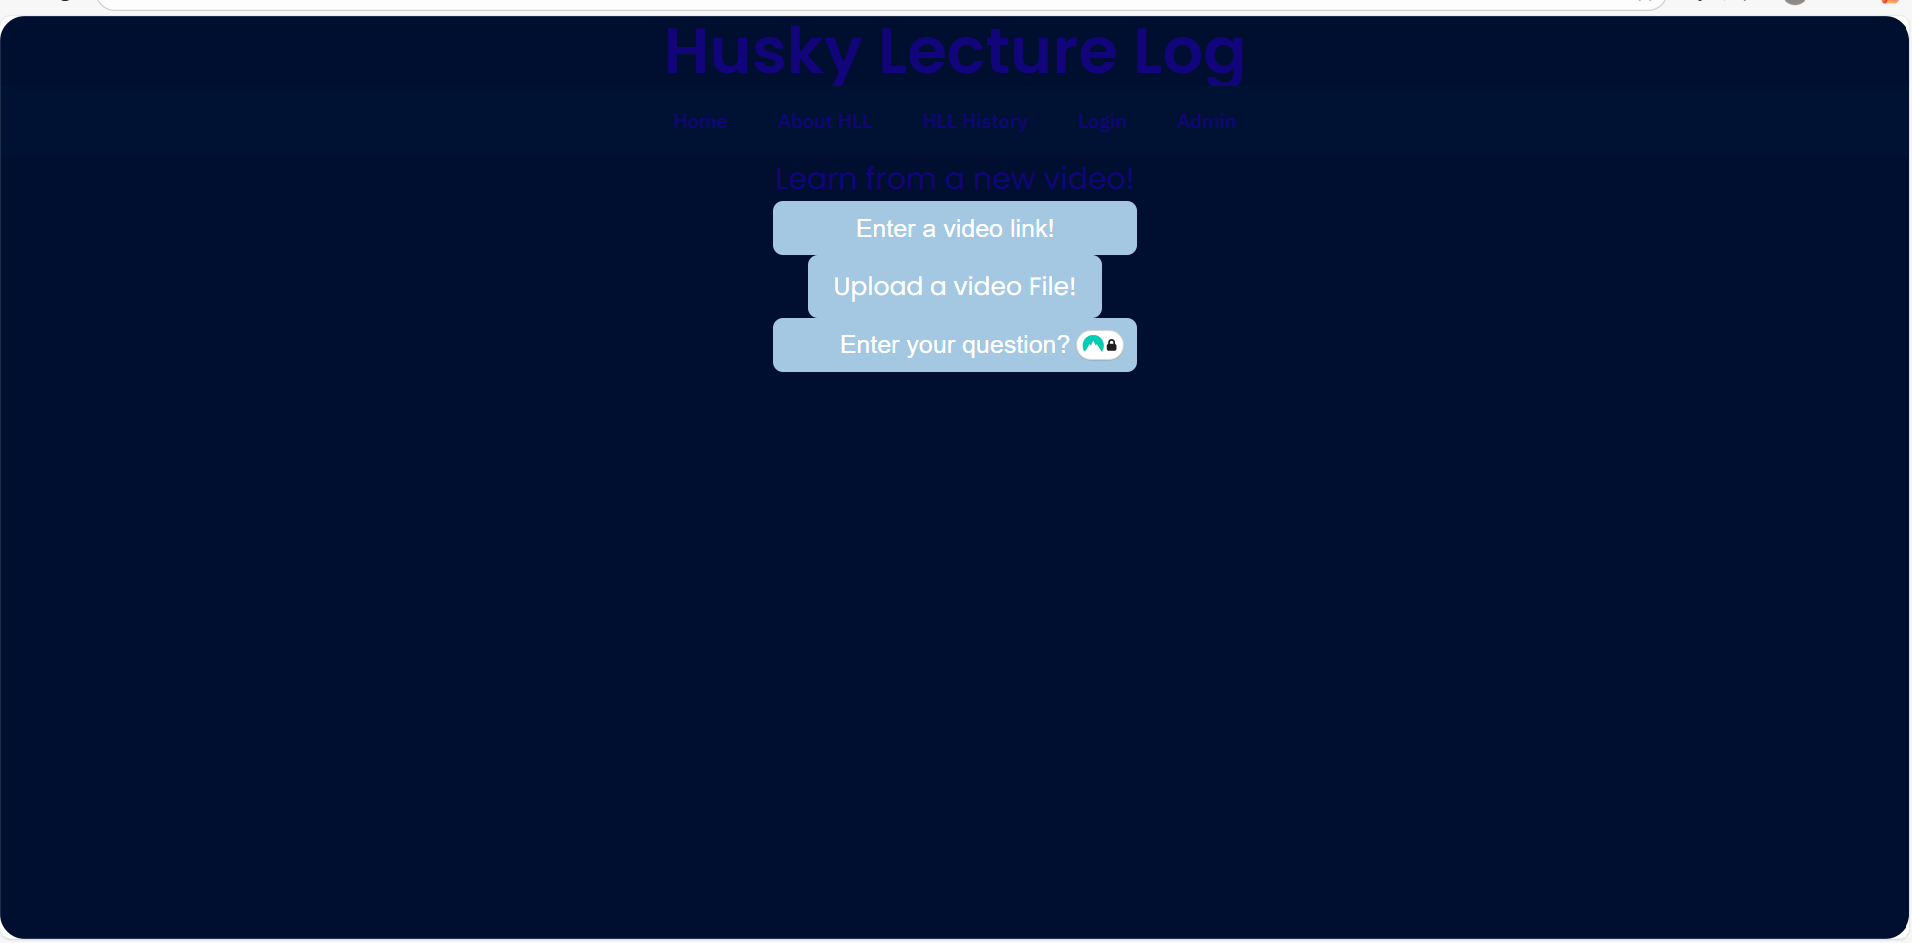 Husky Lecture Log
Home About HLL HLL History Login Admin
Learn from a new video!
Enter a video link!
Upload a video File!
Enter your question?